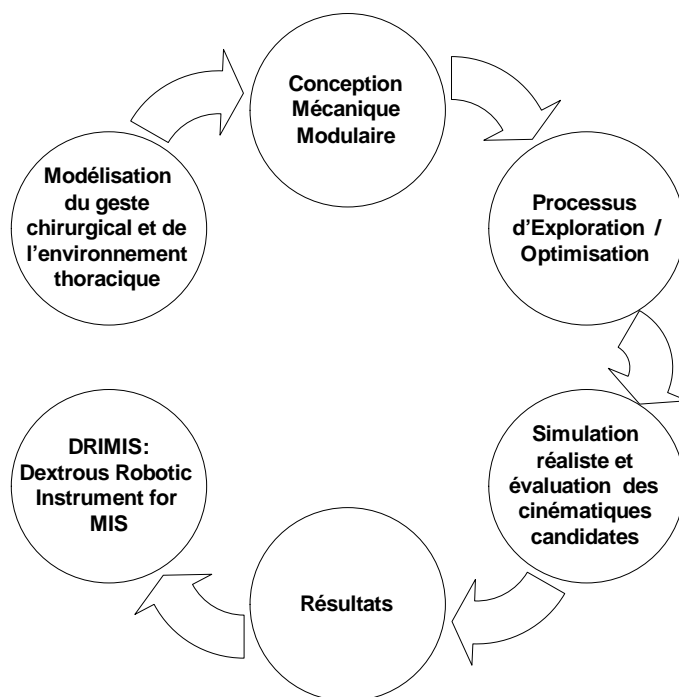 Modélisation
du geste
chirurgical et de
l'environnement
thoracique
Conception
Mécanique
Modulaire
Processus
d'Exploration /
Optimisation
Simulation
réaliste et
évaluation des
cinématiques
candidates
Résultats
DRIMIS:
Dextrous Robotic
Instrument for
MIS